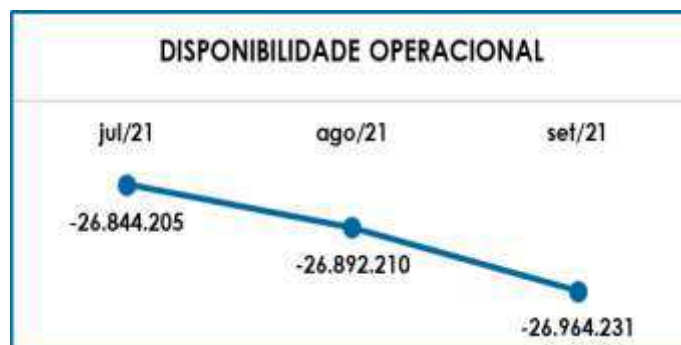 DISPONIBILIDADE OPERACIONAL
jul/21 ago/21 set/21
-26.844.205
-26.892.210
-26.964.231